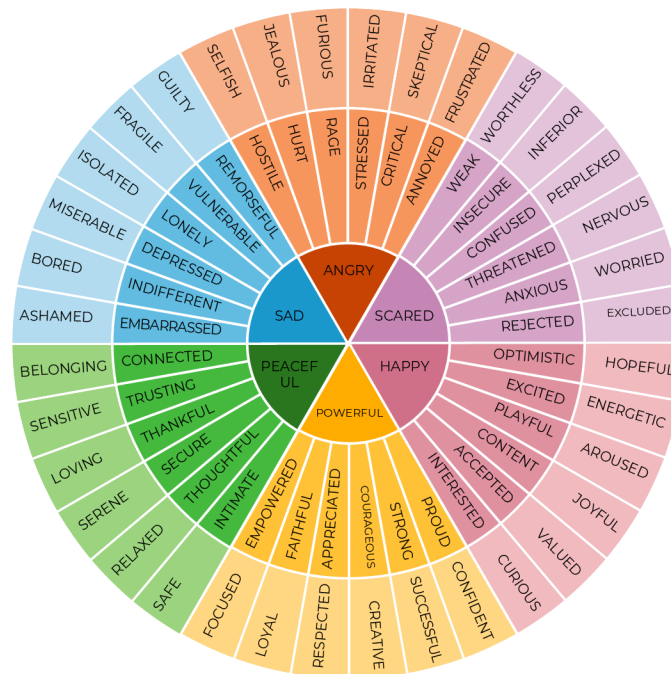 ANGRY
HOSTILE
HURT
RAGE
STRESSED
CRITICAL
ANNOYED
SELFISH
JEALOUS
FURIOUS
IRRITATED
SKEPTICAL
FRUSTRATED
SCARED
WEAK
INSECURE
CONFUSED
THREATENED
ANXIOUS
REJECTED
WORTHLESS
INFERIOR
PERPLEXED
NERVOUS
WORRIED
EXCLUDED
HAPPY
OPTIMISTIC
EXCITED
PLAYFUL
CONTENT
ACCEPTED
INTERESTED
HOPEFUL
ENERGETIC
AROUSED
JOYFUL
VALUED
CURIOUS
POWERFUL
PROUD
STRONG
COURAGEOUS
APPRECIATED
FAITHFUL
EMPOWERED
CONFIDENT
SUCCESSFUL
CREATIVE
RESPECTED
LOYAL
FOCUSED
PEACEF
UL
INTIMATE
THOUGHTFUL
SECURE
THANKFUL
TRUSTING
CONNECTED
SAFE
RELAXED
SERENE
LOVING
SENSITIVE
BELONGING
SAD
EMBARRASSED
INDIFFERENT
DEPRESSED
LONELY
VULNERABLE
REMORSEFUL
ASHAMED
BORED
MISERABLE
ISOLATED
FRAGILE
GUILTY